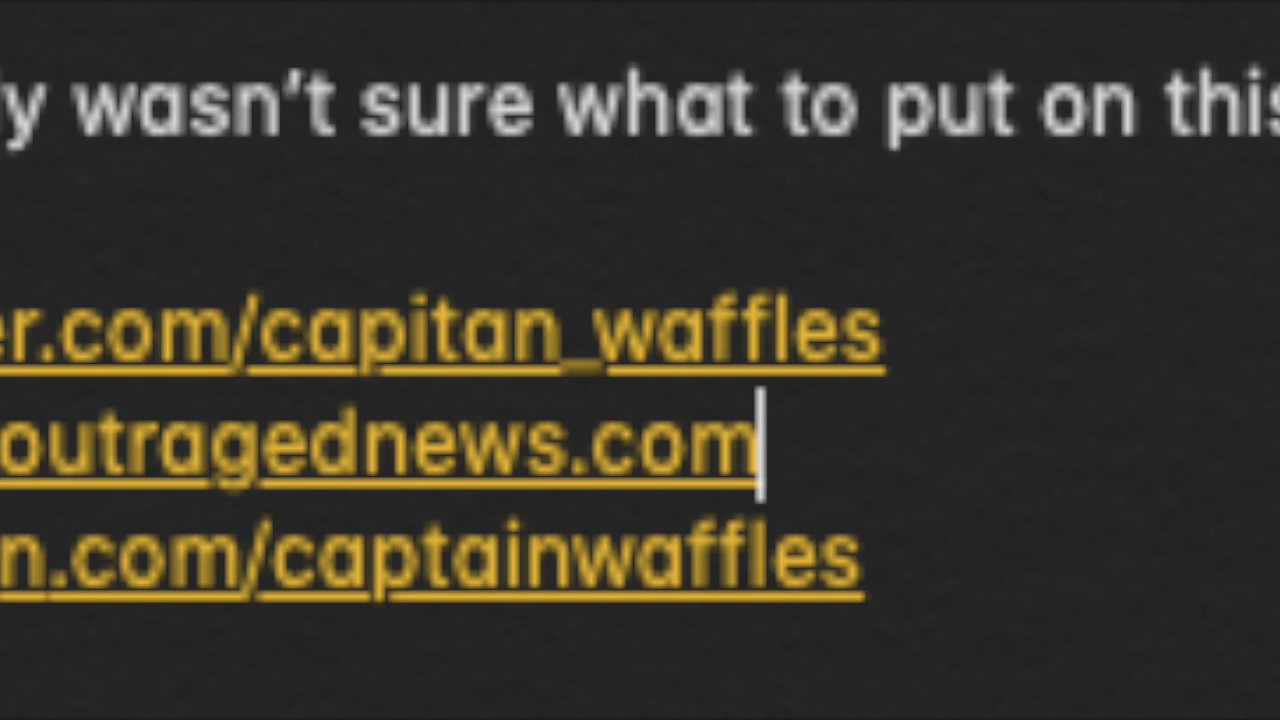 y wasn't sure what to put on this
er.com/capitan_waffles
outragednews.com
n.com/captainwaffles